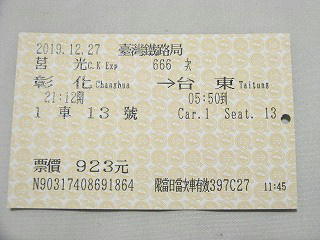 2019.12.27 臺灣鐵路局
莒 光 C.K Exp 666 次
彰 化 Changhua → 台 東 Taitung
21:12開 05:50到
1 車 13 號 Car.1 Seat. 13
票價 923元
N90317408691864 限當日當次車有效397C27 11:45